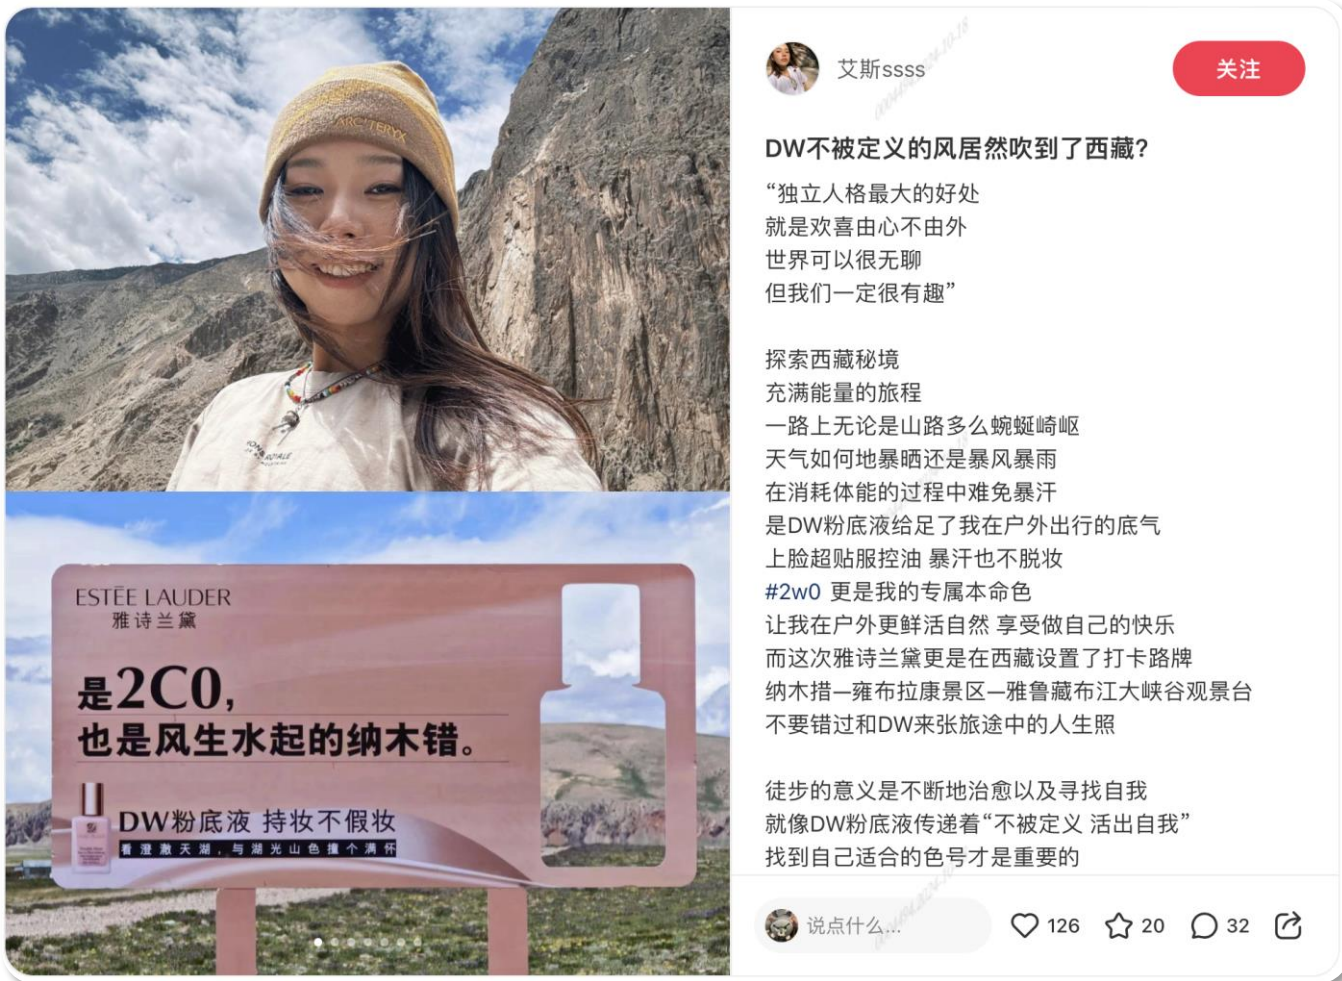 ARC'TERYX
ESTĒE LAUDER
雅诗兰黛
是2C0,
也是风生水起的纳木错。
DW粉底液 持妆不假妆
看澄澈天湖，与湖光山色撞个满怀
艾斯ssss
关注
DW不被定义的风居然吹到了西藏?
“独立人格最大的好处
就是欢喜由心不由外
世界可以很无聊
但我们一定很有趣”
探索西藏秘境
充满能量的旅程
一路上无论是山路多么蜿蜒崎岖
天气如何地暴晒还是暴风暴雨
在消耗体能的过程中难免暴汗
是DW粉底液给足了我在户外出行的底气
上脸超贴服控油 暴汗也不脱妆
#2w0 更是我的专属本命色
让我在户外更鲜活自然 享受做自己的快乐
而这次雅诗兰黛更是在西藏设置了打卡路牌
纳木措—雍布拉康景区—雅鲁藏布江大峡谷观景台
不要错过和DW来张旅途中的人生照
徒步的意义是不断地治愈以及寻找自我
就像DW粉底液传递着“不被定义 活出自我”
找到自己适合的色号才是重要的
说点什么...
126
20
32